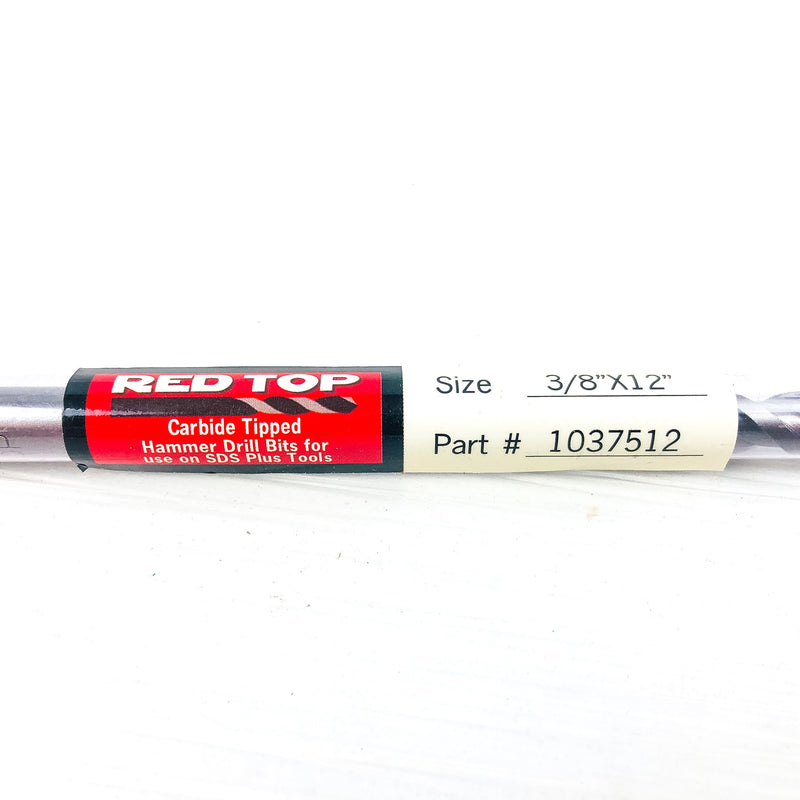 RED TOP
Carbide Tipped
Hammer Drill Bits for
use on SDS Plus Tools
Size 3/8"X12"
Part # 1037512